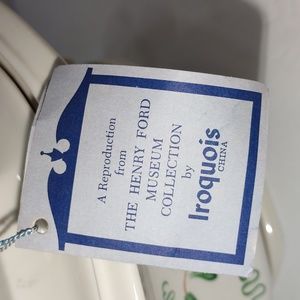 A Reproduction
from
THE HENRY FORD
MUSEUM
COLLECTION
by
Iroquois
CHINA